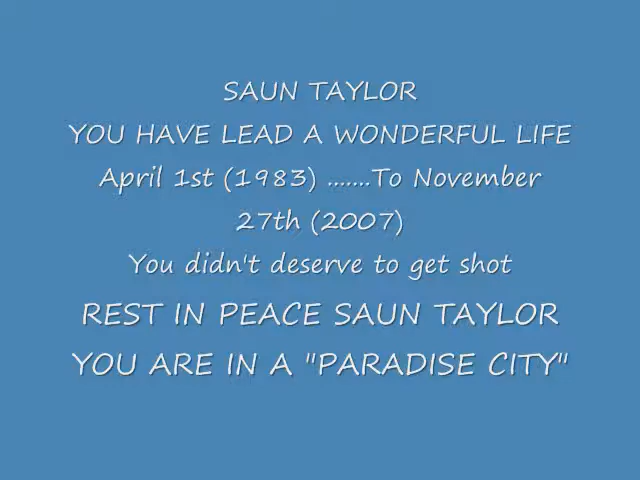 SAUN TAYLOR
YOU HAVE LEAD A WONDERFUL LIFE
April 1st (1983) .......To November
27th (2007)
You didn't deserve to get shot
REST IN PEACE SAUN TAYLOR
YOU ARE IN A "PARADISE CITY"